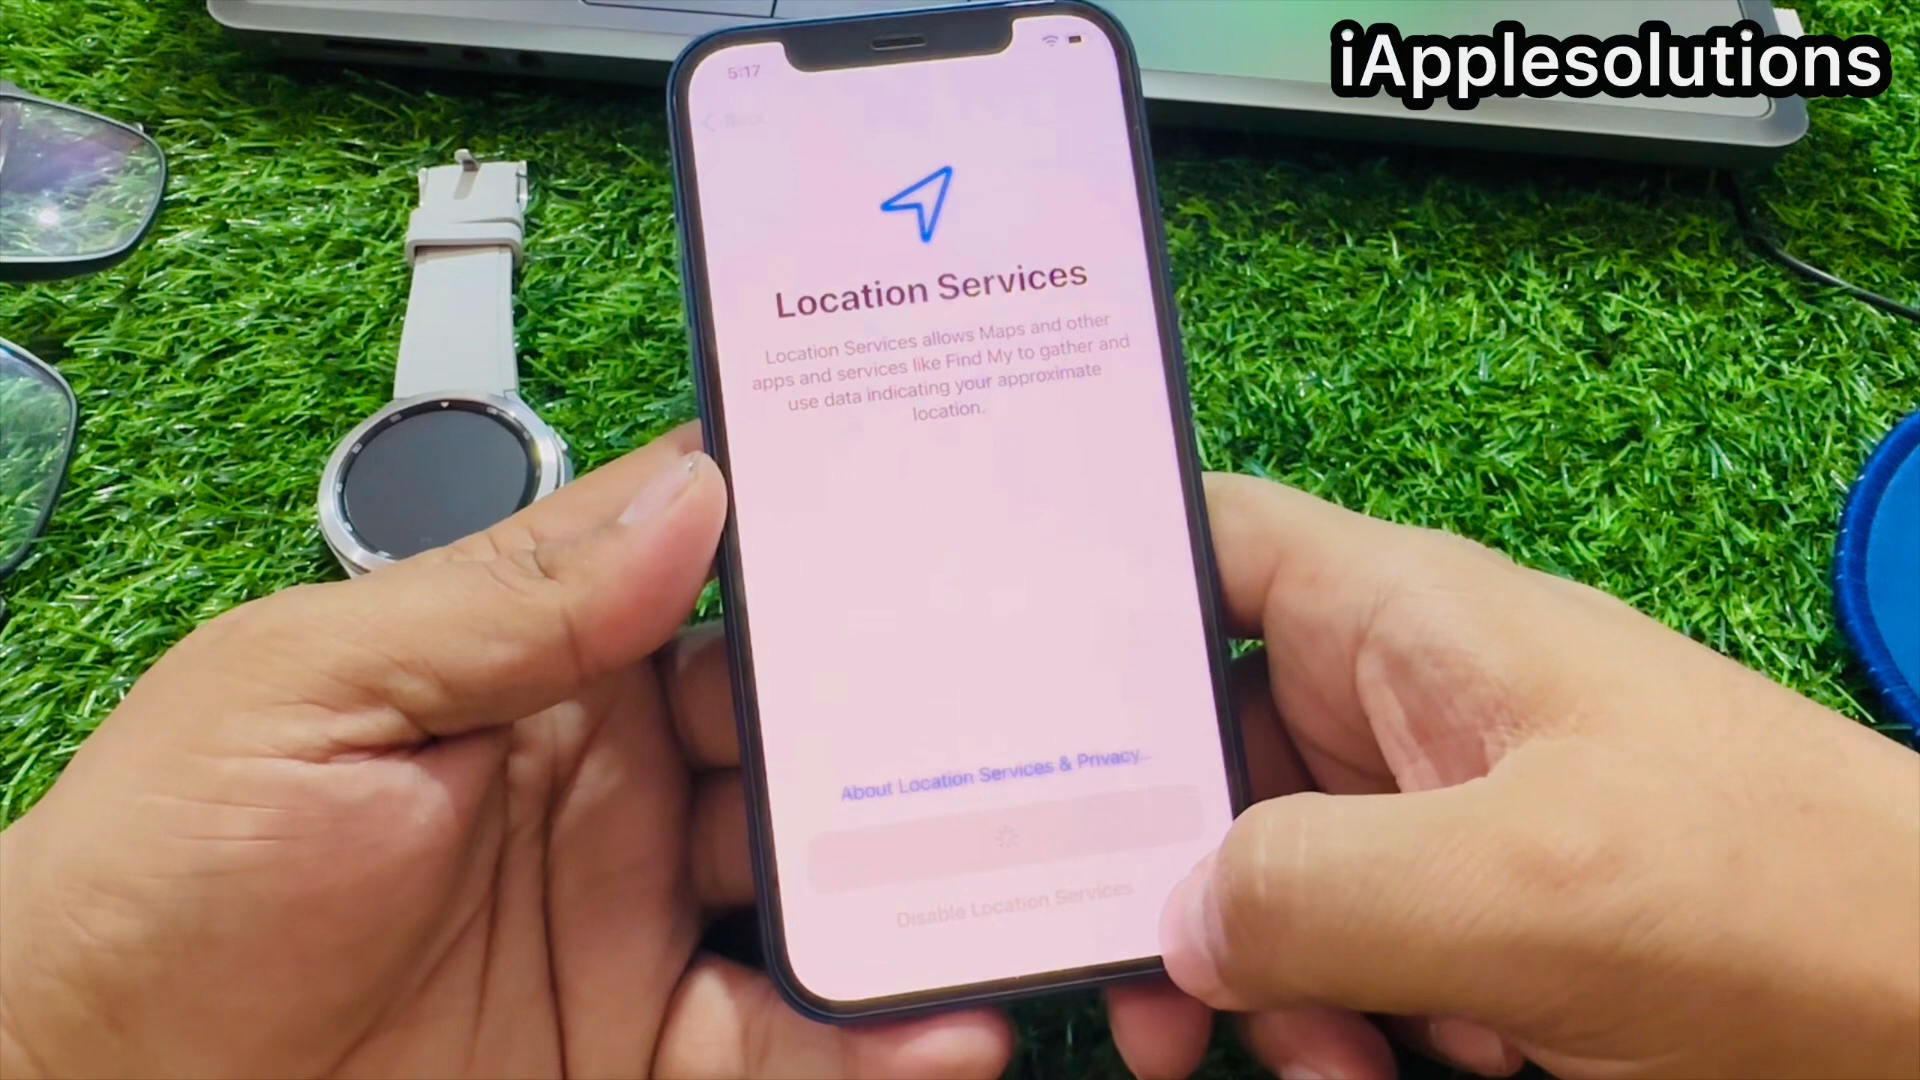 iApplesolutions
5:17
Back
Location Services
Location Services allows Maps and other
apps and services like Find My to gather and
use data indicating your approximate
location.
About Location Services & Privacy...
Disable Location Services